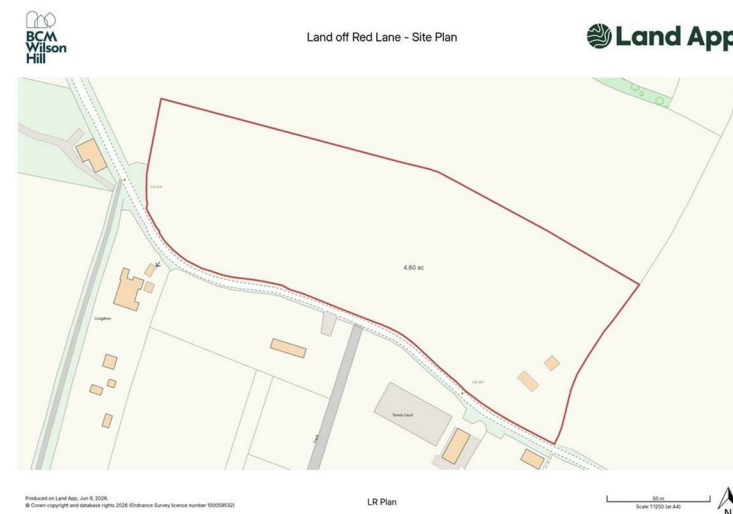 BCM
Wilson
Hill
Land off Red Lane - Site Plan
Land App
4.60 ac
Tennis Court
Track
Produced on Land App, Jun 9, 2026.
© Crown copyright and database rights 2026 (Ordnance Survey licence number 100059532)
LR Plan
50 m
Scale 1:1250 (at A4)
N